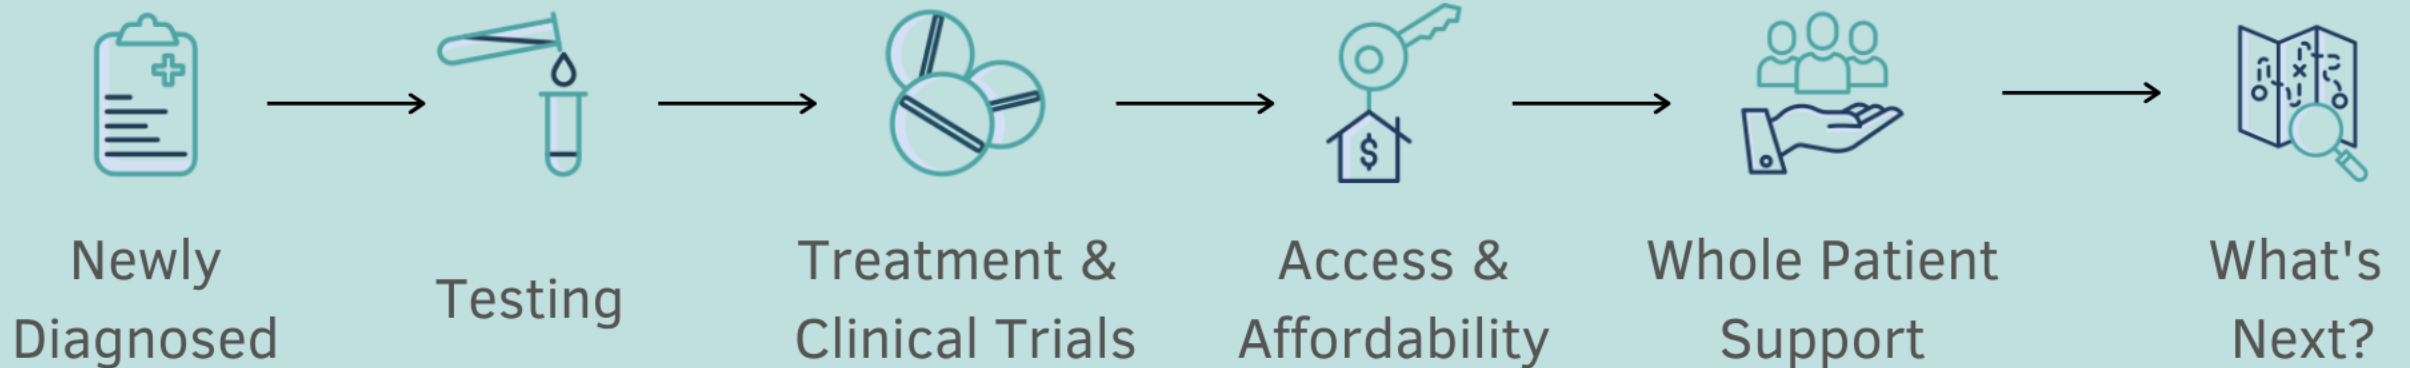 Newly
Diagnosed
Testing
Treatment &
Clinical Trials
$
Access &
Affordability
Whole Patient
Support
What's
Next?